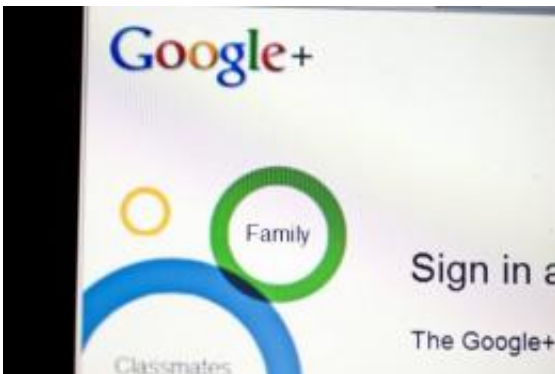 Google+
Family
Sign in a
The Google+
Classmates